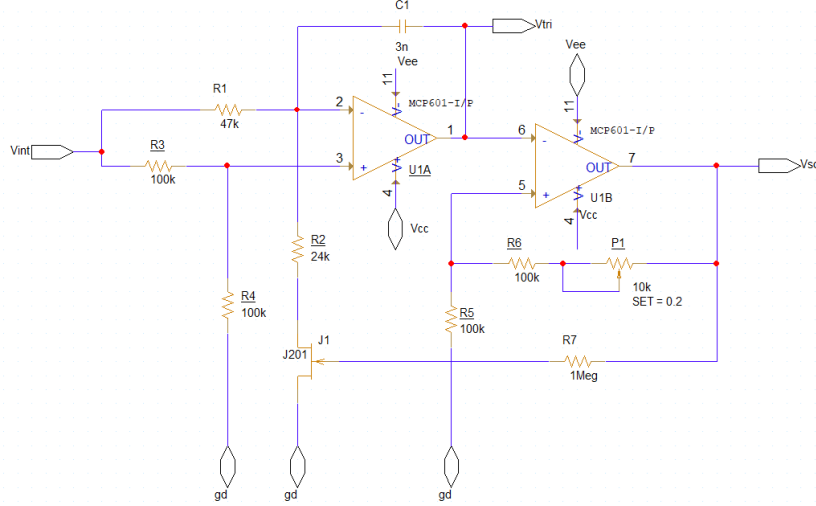 C1
3n
Vtri
Vee
11
V-
MCP601-I/P
R1
47k
2
-
OUT
1
Vint
R3
100k
3
+
V+
U1A
4
Vcc
Vee
11
V-
MCP601-I/P
6
-
OUT
7
Vsq
5
+
V+
U1B
4
Vcc
R2
24k
R6
100k
P1
10k
SET = 0.2
R4
100k
R5
100k
J1
J201
R7
1Meg
gd
gd
gd